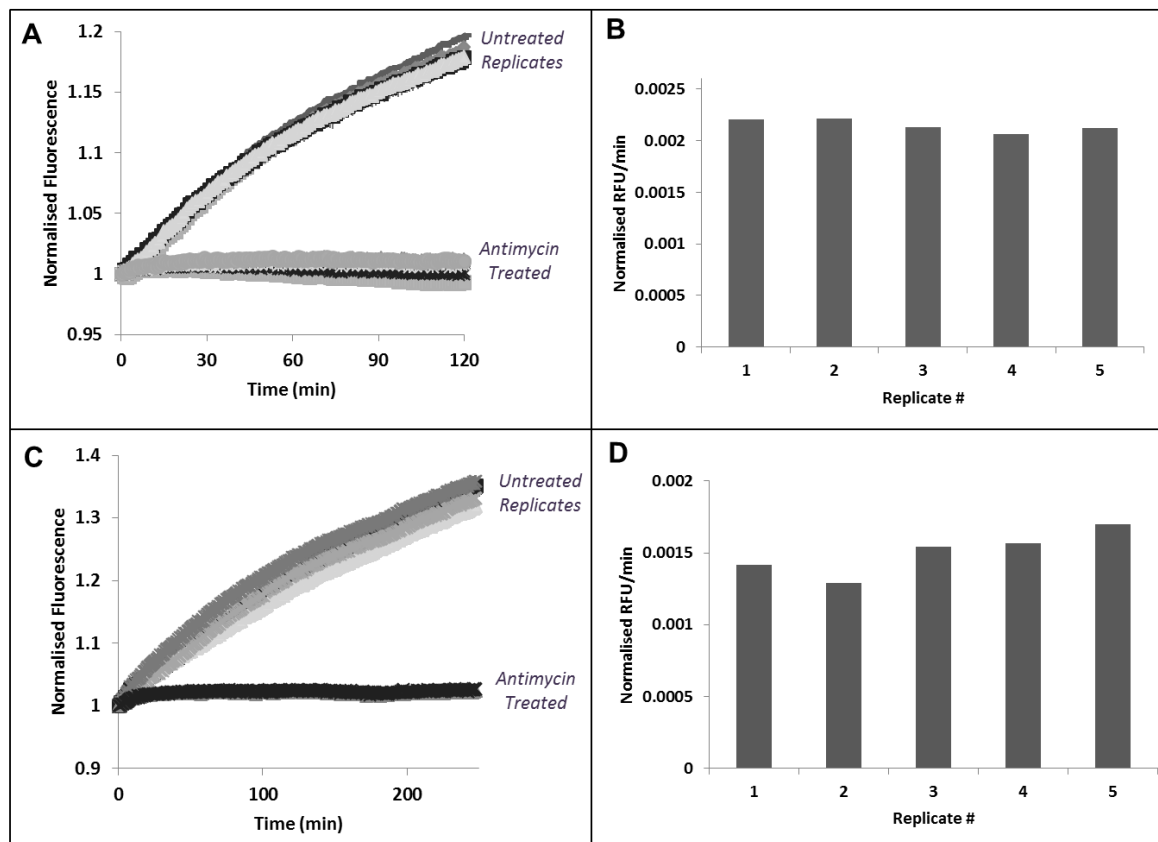 A
Normalised Fluorescence
1.2
1.15
1.1
1.05
1
0.95
0
30
60
90
120
Time (min)
Untreated
Replicates
Antimycin
Treated
B
Normalised RFU/min
0.0025
0.002
0.0015
0.001
0.0005
0
1
2
3
4
5
Replicate #
C
Normalised Fluorescence
1.4
1.3
1.2
1.1
1
0.9
0
100
200
Time (min)
Untreated
Replicates
Antimycin
Treated
D
Normalised RFU/min
0.002
0.0015
0.001
0.0005
0
1
2
3
4
5
Replicate #